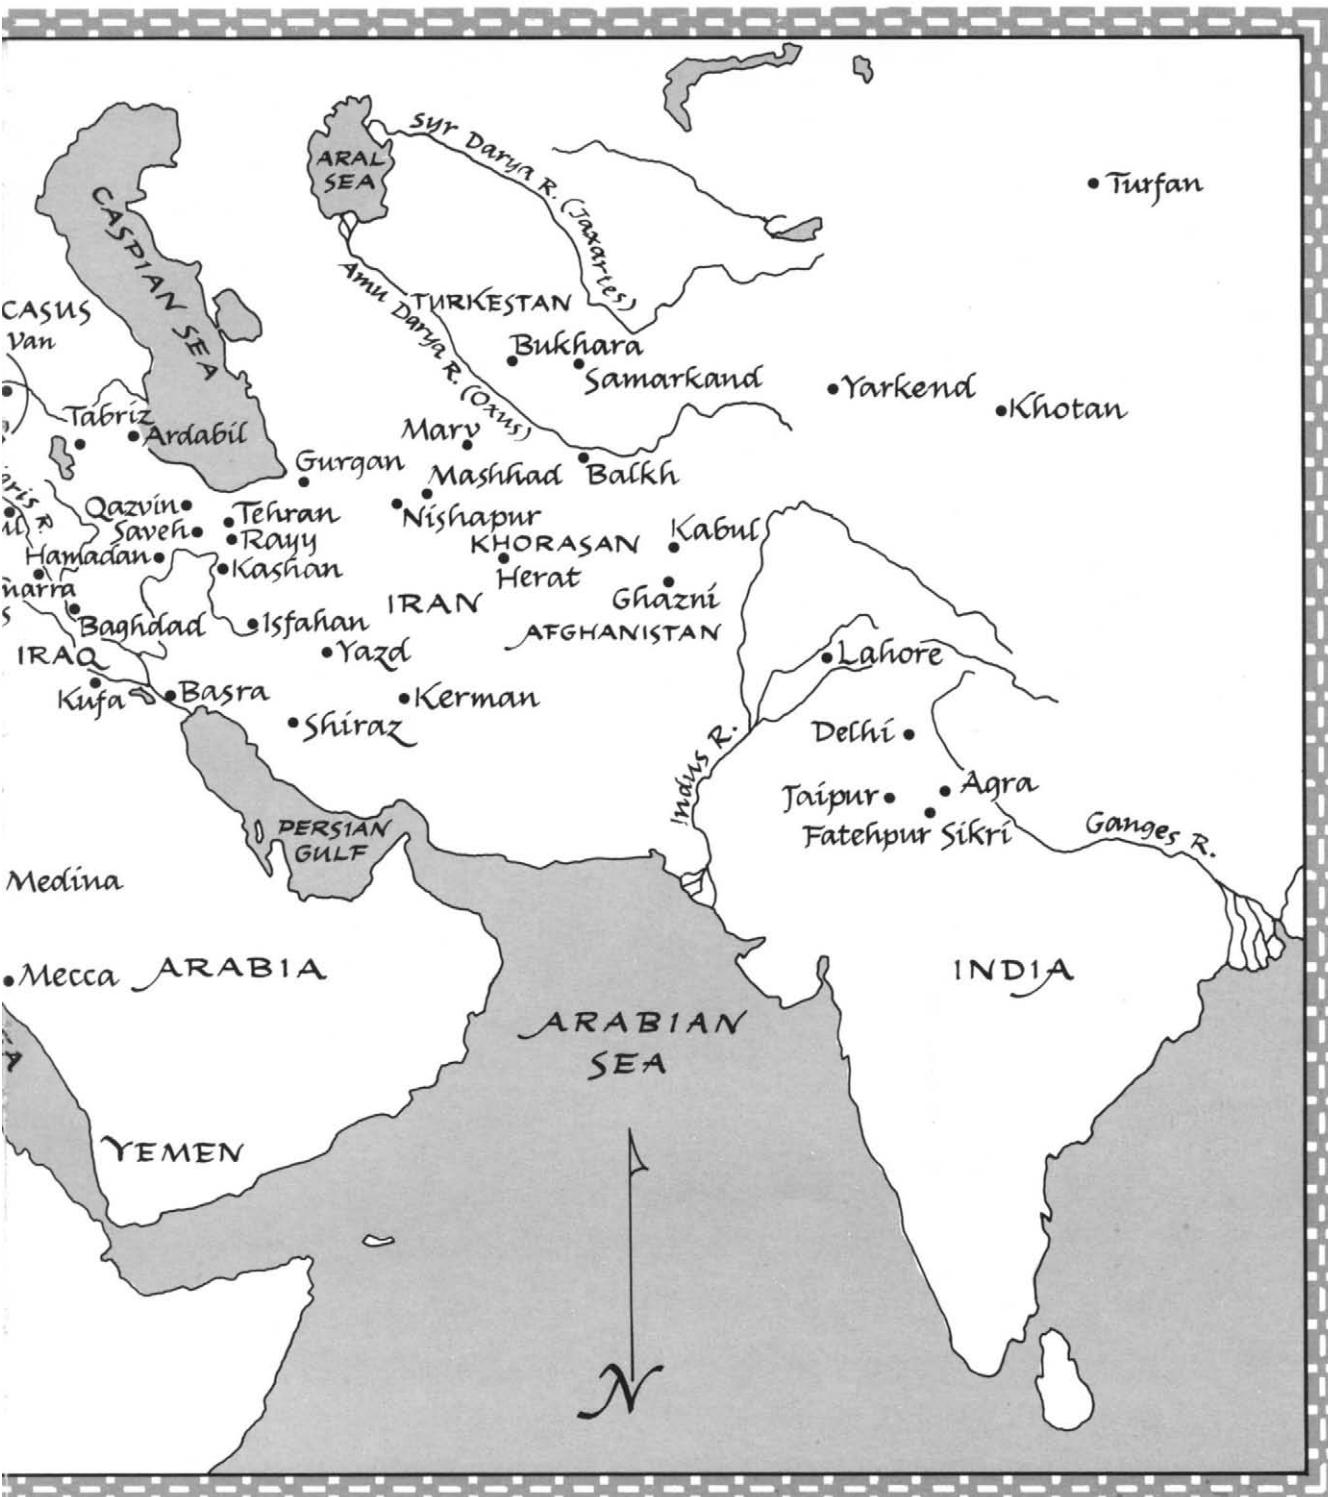 ARAL
SEA
Syr Darya R. (Jaxartes)
Turfan
CASPIAN SEA
CASUS
Van
Amu Darya R. (Oxus)
TURKESTAN
Bukhara
Samarkand
Yarkend
Khotan
Tabriz
Ardabil
Marv
Gurgan
Mashhad
Balkh
Qazvin
Tehran
Nishapur
Saveh
Rayy
KHORASAN
Kabul
Hamadan
Kashan
Herat
Ghazni
IRAN
Baghdad
Isfahan
AFGHANISTAN
IRAQ
Yazd
Lahore
Kufa
Basra
Kerman
Shiraz
Delhi
Indus R.
Jaipur
Agra
Fatehpur Sikri
Ganges R.
PERSIAN
GULF
Medina
Mecca
ARABIA
INDIA
ARABIAN
SEA
YEMEN
N